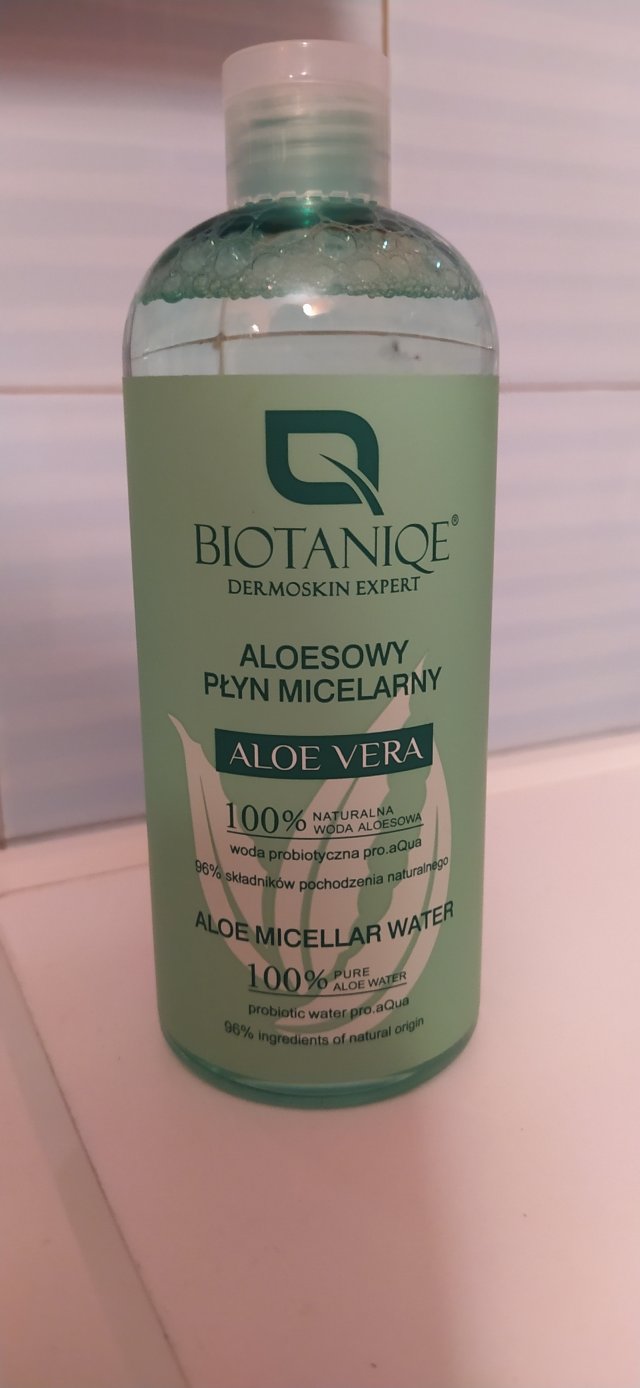 BIOTANIQE®
DERMOSKIN EXPERT
ALOESOWY
PŁYN MICELARNY
ALOE VERA
100% NATURALNA
WODA ALOESOWA
woda probiotyczna pro.aQua
96% składników pochodzenia naturalnego
ALOE MICELLAR WATER
100% PURE
ALOE WATER
probiotic water pro.aQua
96% ingredients of natural origin